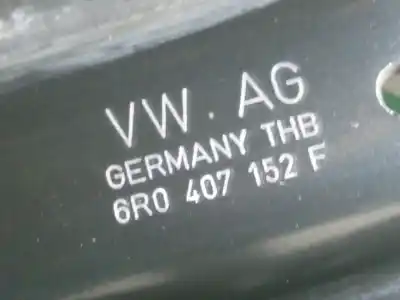 VW . AG
GERMANY THB
6R0 407 152 F